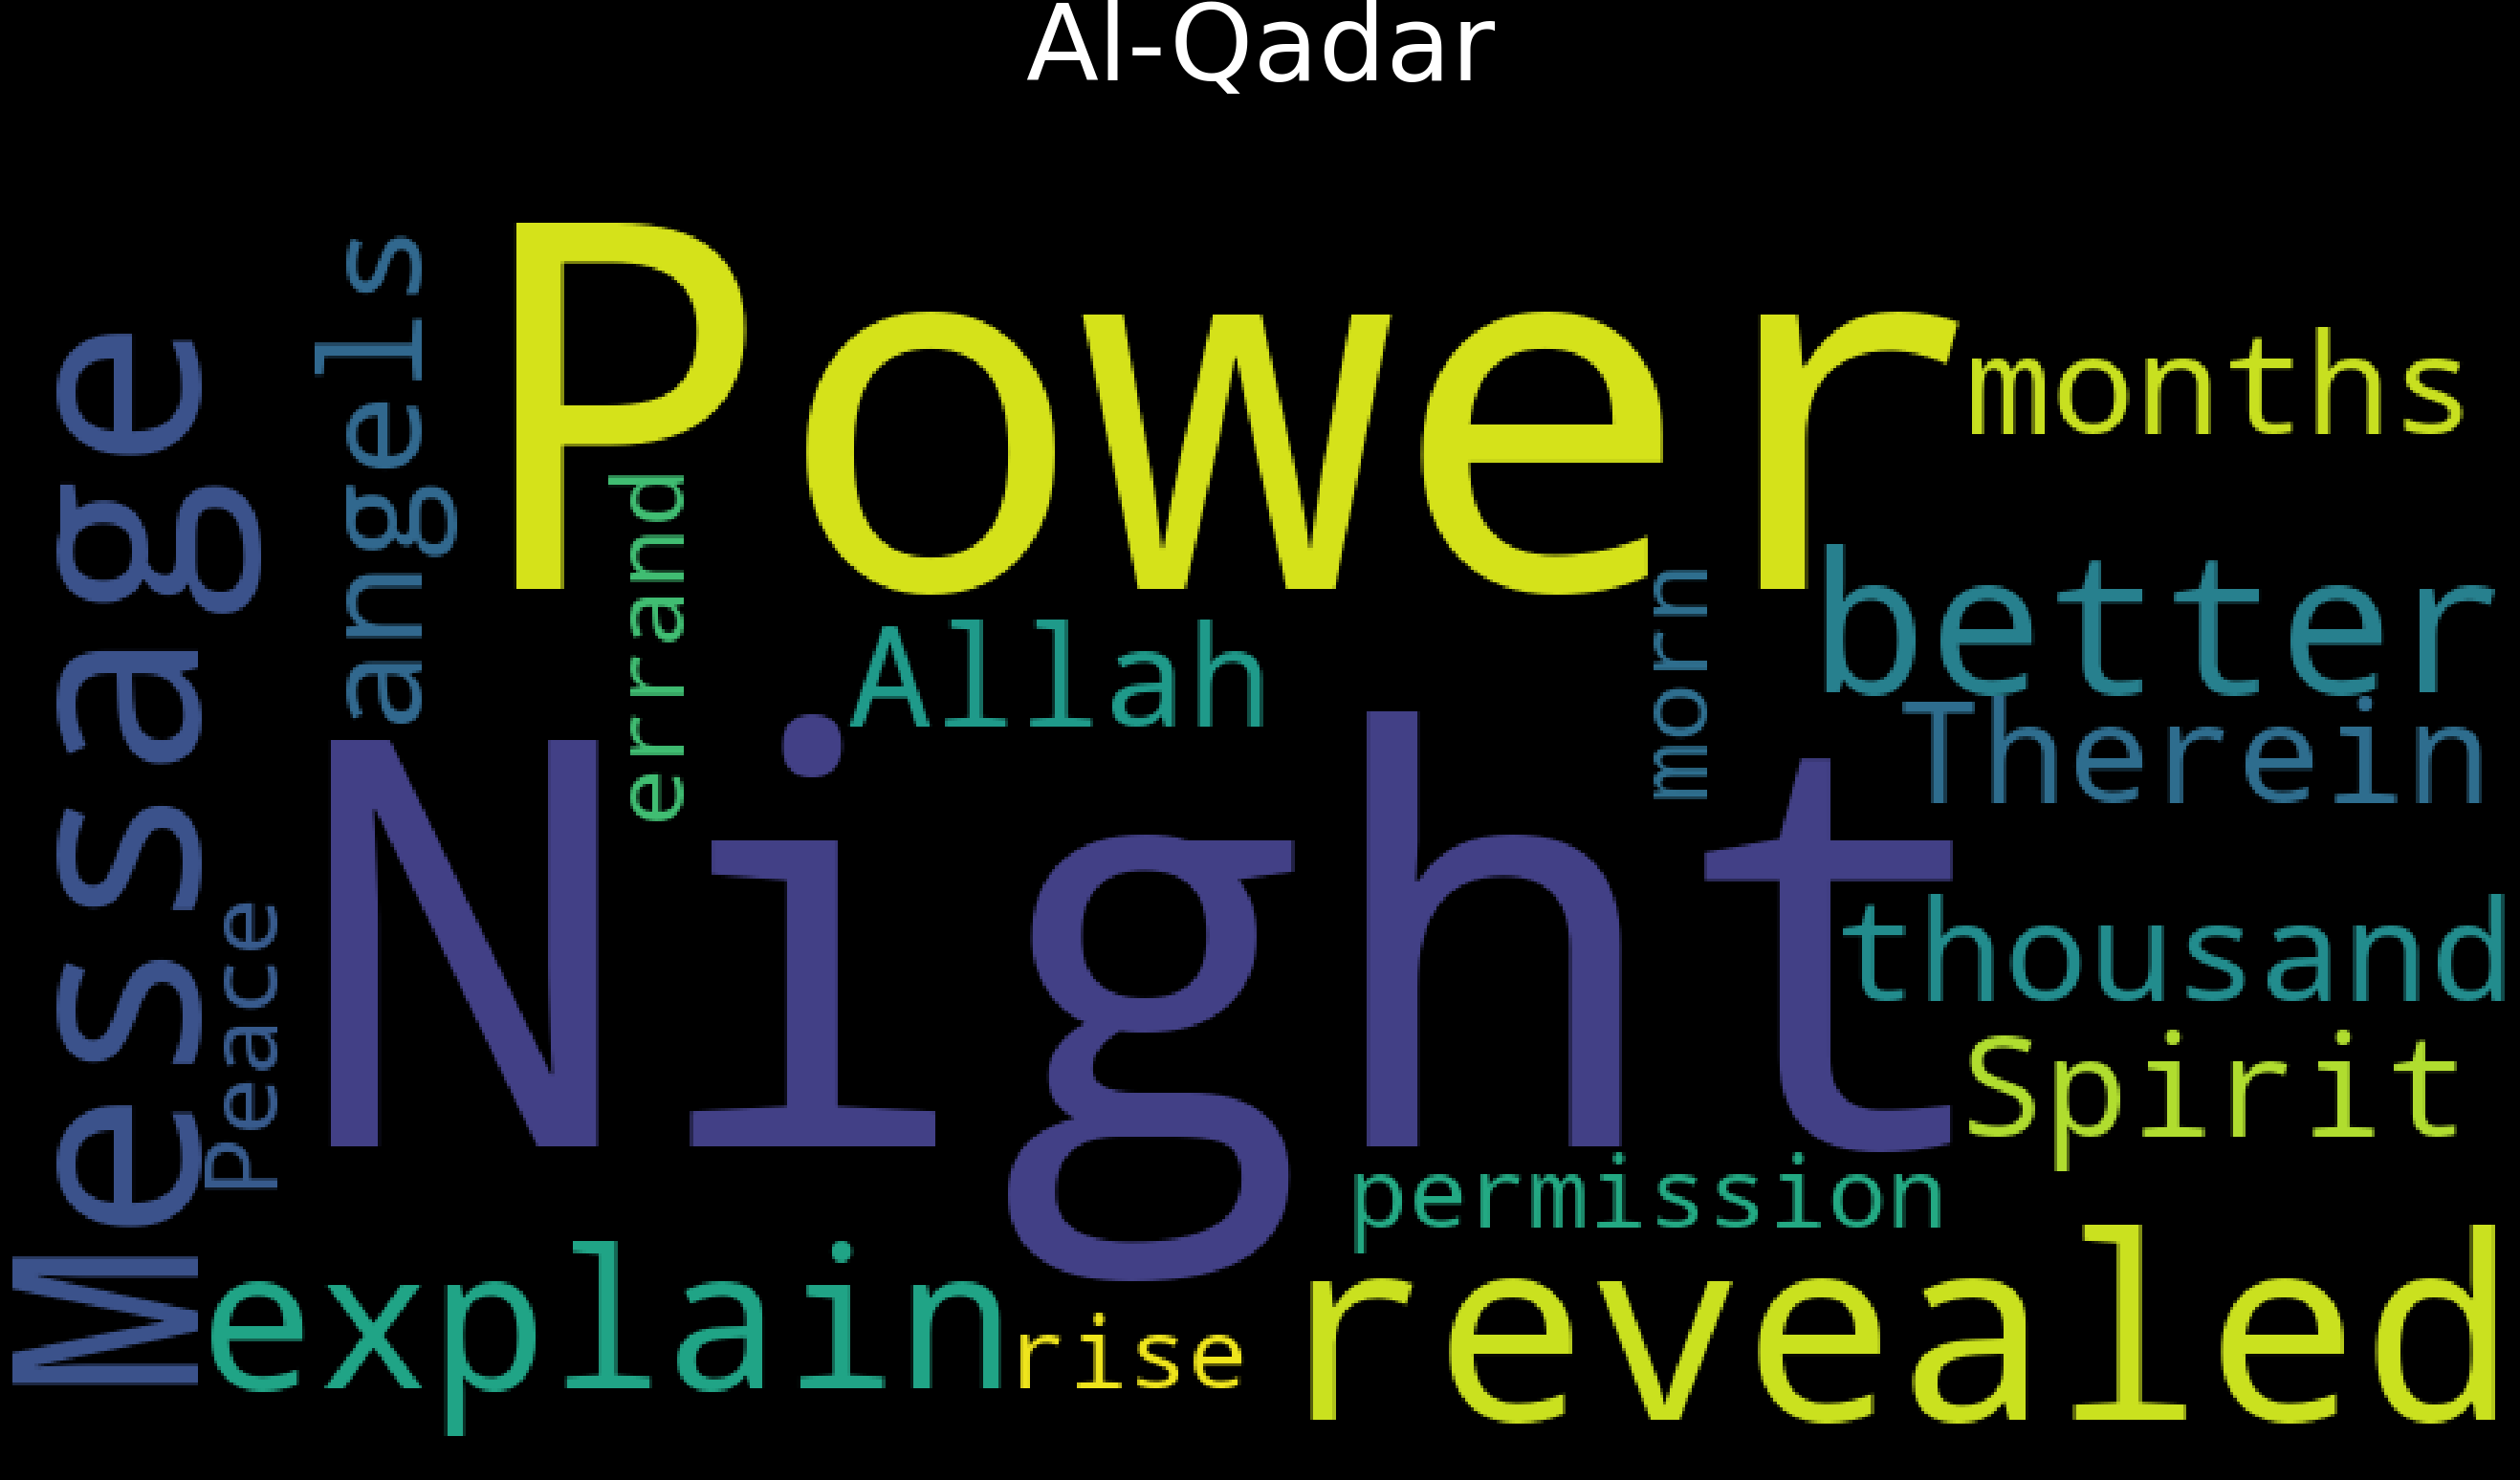 Al-Qadar
Power
months
angels
Message
errand
morn
better
Allah
Therein
Night
thousand
Peace
Spirit
permission
explain
rise
revealed